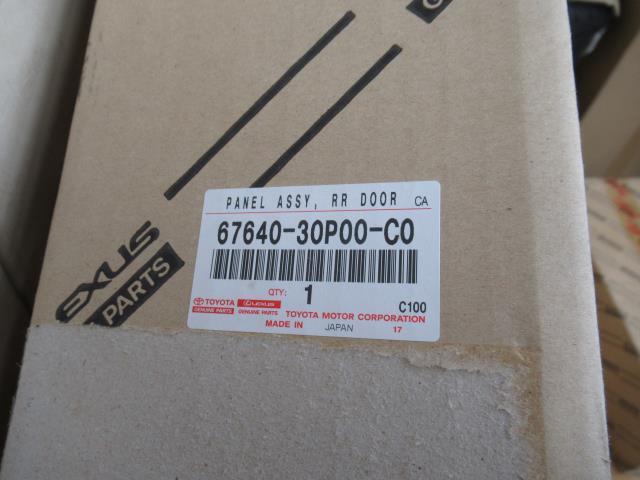 PANEL ASSY, RR DOOR CA
67640-30P00-C0
QTY: 1
C100
TOYOTA LEXUS
GENUINE PARTS GENUINE PARTS
TOYOTA MOTOR CORPORATION
MADE IN JAPAN 17
EXUS
PARTS